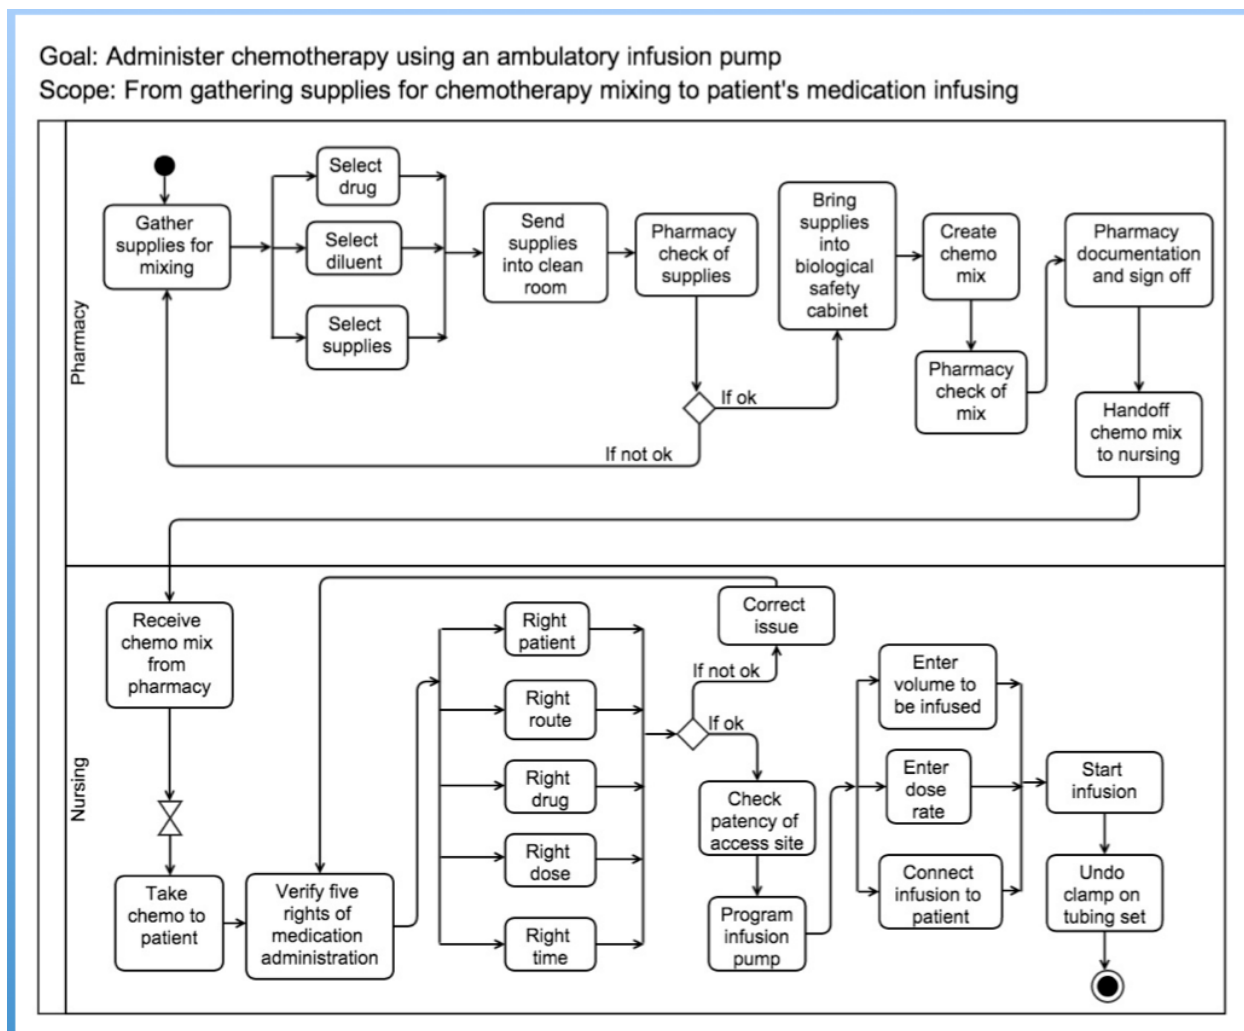 Goal: Administer chemotherapy using an ambulatory infusion pump
Scope: From gathering supplies for chemotherapy mixing to patient's medication infusing
Pharmacy
Gather
supplies for
mixing
Select
drug
Select
diluent
Select
supplies
Send
supplies
into clean
room
Pharmacy
check of
supplies
If ok
If not ok
Bring
supplies
into
biological
safety
cabinet
Create
chemo
mix
Pharmacy
check of
mix
Pharmacy
documentation
and sign off
Handoff
chemo mix
to nursing
Nursing
Receive
chemo mix
from
pharmacy
Take
chemo to
patient
Verify five
rights of
medication
administration
Right
patient
Right
route
Right
drug
Right
dose
Right
time
If not ok
Correct
issue
If ok
Check
patency of
access site
Program
infusion
pump
Enter
volume to
be infused
Enter
dose
rate
Connect
infusion to
patient
Start
infusion
Undo
clamp on
tubing set